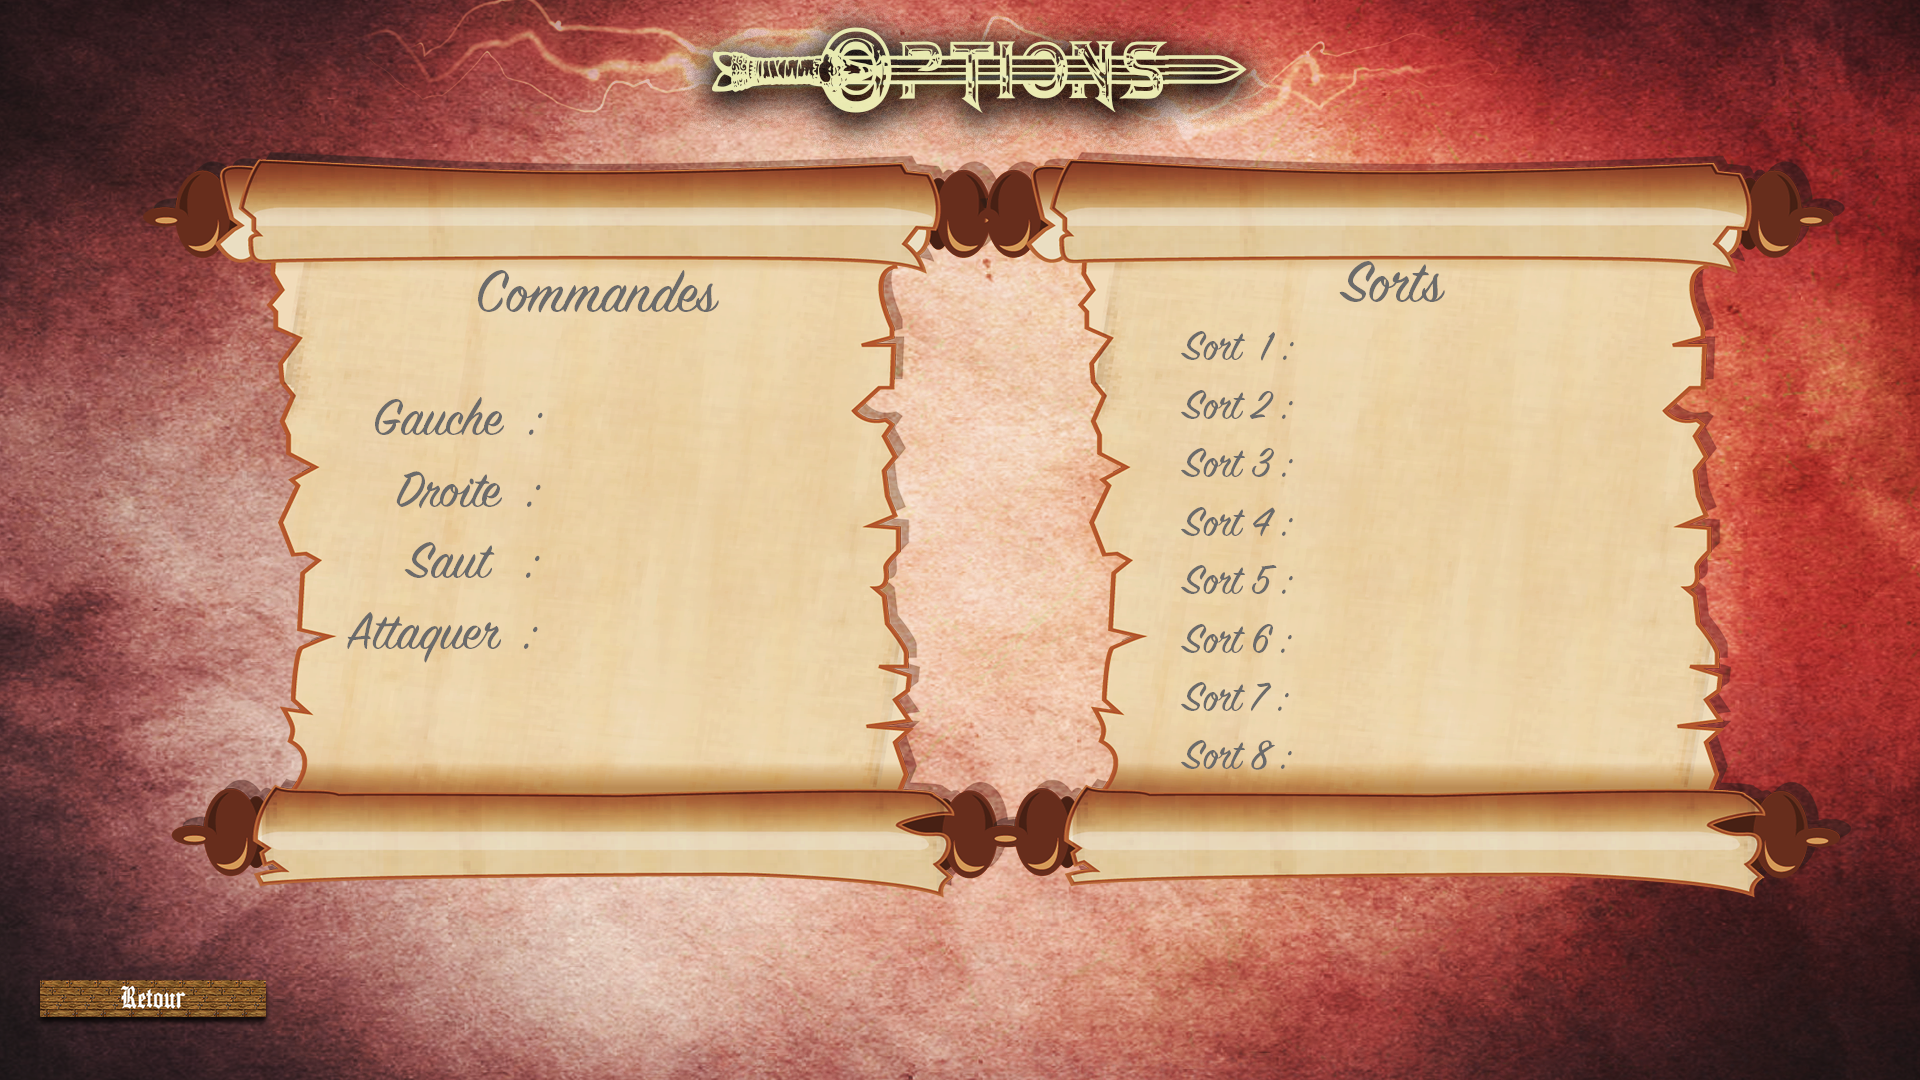 OPTIONS
Commandes
Gauche :
Droite :
Saut :
Attaquer :
Sorts
Sort 1 :
Sort 2 :
Sort 3 :
Sort 4 :
Sort 5 :
Sort 6 :
Sort 7 :
Sort 8 :
Retour